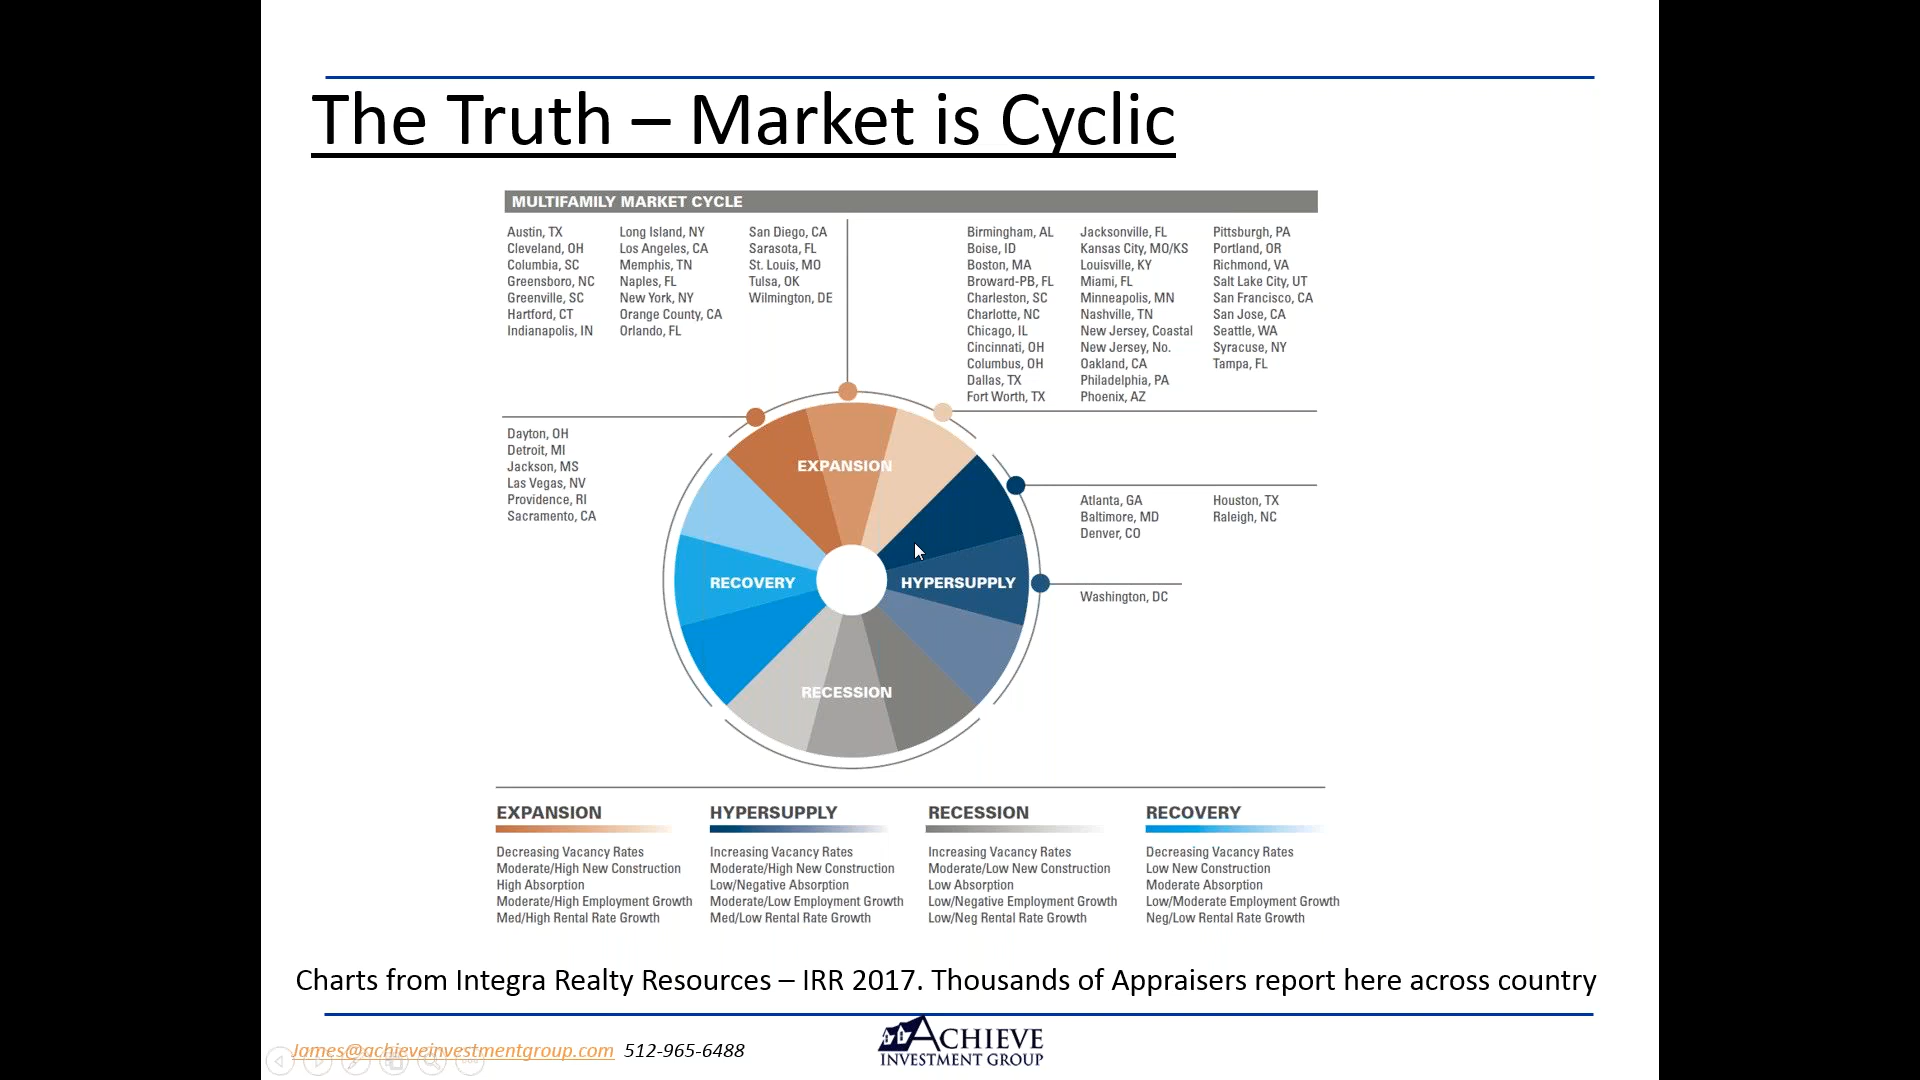 The Truth – Market is Cyclic
MULTIFAMILY MARKET CYCLE
Austin, TX
Cleveland, OH
Columbia, SC
Greensboro, NC
Greenville, SC
Hartford, CT
Indianapolis, IN
Long Island, NY
Los Angeles, CA
Memphis, TN
Naples, FL
New York, NY
Orange County, CA
Orlando, FL
San Diego, CA
Sarasota, FL
St. Louis, MO
Tulsa, OK
Wilmington, DE
Birmingham, AL
Boise, ID
Boston, MA
Broward-PB, FL
Charleston, SC
Charlotte, NC
Chicago, IL
Cincinnati, OH
Columbus, OH
Dallas, TX
Fort Worth, TX
Jacksonville, FL
Kansas City, MO/KS
Louisville, KY
Miami, FL
Minneapolis, MN
Nashville, TN
New Jersey, Coastal
New Jersey, No.
Oakland, CA
Philadelphia, PA
Phoenix, AZ
Pittsburgh, PA
Portland, OR
Richmond, VA
Salt Lake City, UT
San Francisco, CA
San Jose, CA
Seattle, WA
Syracuse, NY
Tampa, FL
Dayton, OH
Detroit, MI
Jackson, MS
Las Vegas, NV
Providence, RI
Sacramento, CA
EXPANSION
Atlanta, GA
Baltimore, MD
Denver, CO
Houston, TX
Raleigh, NC
RECOVERY
HYPERSUPPLY
Washington, DC
RECESSION
EXPANSION
Decreasing Vacancy Rates
Moderate/High New Construction
High Absorption
Moderate/High Employment Growth
Med/High Rental Rate Growth
HYPERSUPPLY
Increasing Vacancy Rates
Moderate/High New Construction
Low/Negative Absorption
Moderate/Low Employment Growth
Med/Low Rental Rate Growth
RECESSION
Increasing Vacancy Rates
Moderate/Low New Construction
Low Absorption
Low/Negative Employment Growth
Low/Neg Rental Rate Growth
RECOVERY
Decreasing Vacancy Rates
Low New Construction
Moderate Absorption
Low/Moderate Employment Growth
Neg/Low Rental Rate Growth
Charts from Integra Realty Resources – IRR 2017. Thousands of Appraisers report here across country
James@achieveinvestmentgroup.com 512-965-6488
ACHIEVE
INVESTMENT GROUP